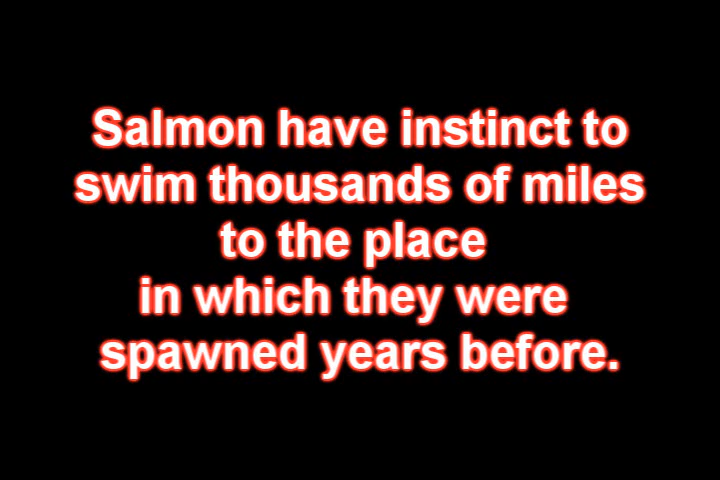 Salmon have instinct to
swim thousands of miles
to the place
in which they were
spawned years before.